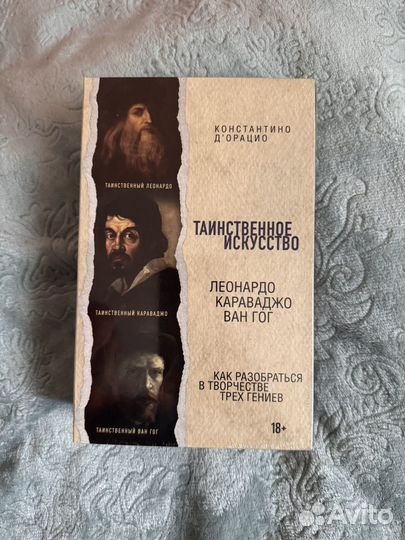 КОНСТАНТИНО
Д'ОРАЦИО
ТАИНСТВЕННЫЙ ЛЕОНАРДО
ТАИНСТВЕННОЕ
ИСКУССТВО
ЛЕОНАРДО
КАРАВАДЖО
ВАН ГОГ
ТАИНСТВЕННЫЙ КАРАВАДЖО
КАК РАЗОБРАТЬСЯ
В ТВОРЧЕСТВЕ
ТРЕХ ГЕНИЕВ
ТАИНСТВЕННЫЙ ВАН ГОГ
18+
Avito